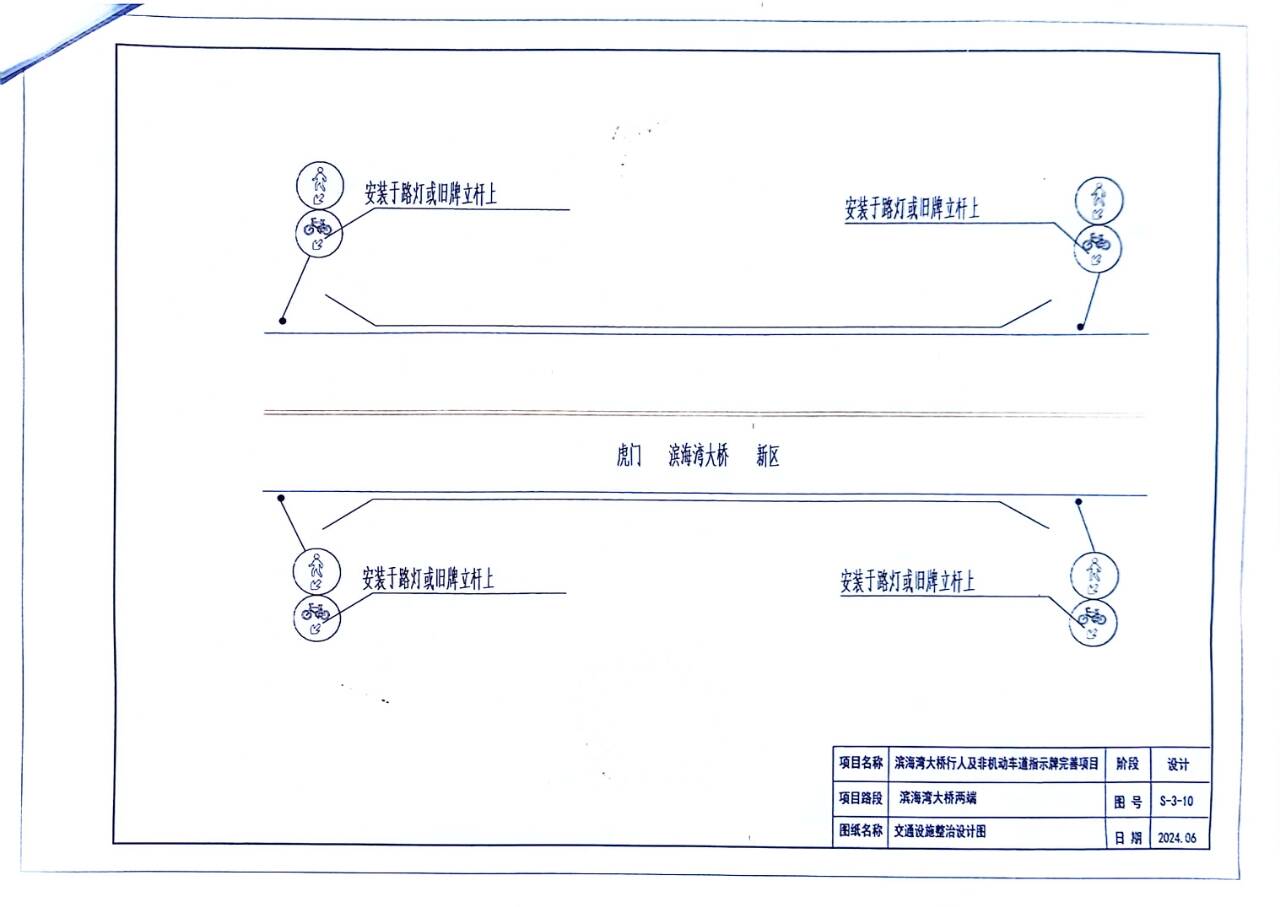 安装于路灯或旧牌立杆上
安装于路灯或旧牌立杆上
虎门 滨海湾大桥 新区
安装于路灯或旧牌立杆上
安装于路灯或旧牌立杆上
项目名称 滨海湾大桥行人及非机动车道指示牌完善项目 阶段 设计
项目路段 滨海湾大桥两端 图号 S-3-10
图纸名称 交通设施整治设计图 日期 2024.06